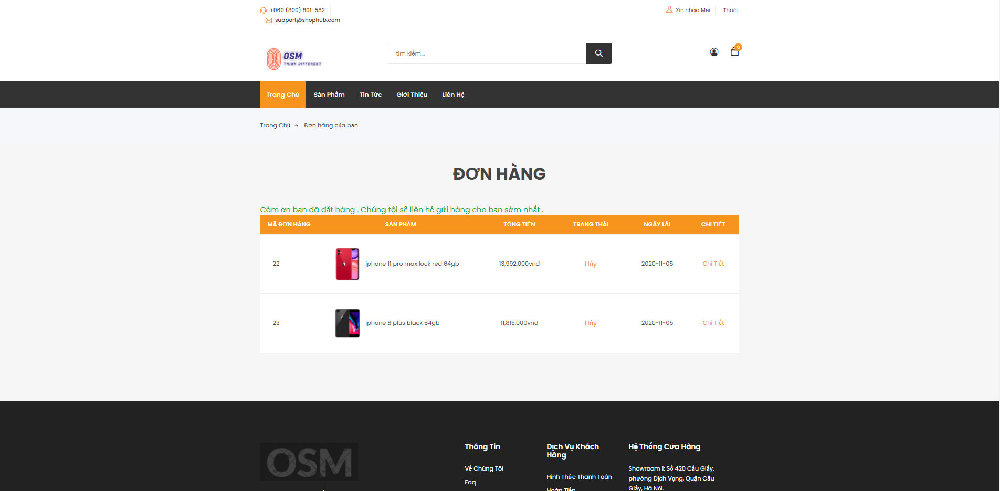 +060 (800) 801-582
support@shophub.com
Xin chào Mei
Thoát
OSM
THINK DIFFERENT
tìm kiếm...
0
Trang Chủ
Sản Phẩm
Tin Tức
Giới Thiệu
Liên Hệ
Trang Chủ → Đơn hàng của bạn
ĐƠN HÀNG
Cám ơn bạn đã đặt hàng . Chúng tôi sẽ liên hệ gửi hàng cho bạn sớm nhất .
MÃ ĐƠN HÀNG SẢN PHẨM TỔNG TIỀN TRẠNG THÁI NGÀY LẬI CHI TIẾT
22 iphone 11 pro max lock red 64gb 13,992,000vnd Hủy 2020-11-05 Chi Tiết
23 iphone 8 plus black 64gb 11,815,000vnd Hủy 2020-11-05 Chi Tiết
OSM
Thông Tin
Về Chúng Tôi
Faq
Dịch Vụ Khách
Hàng
Hình Thức Thanh Toán
Hoàn Tiền
Hệ Thống Cửa Hàng
Showroom 1: Số 420 Cầu Giấy,
phường Dịch Vọng, Quận Cầu
Giấy, Hà Nội.